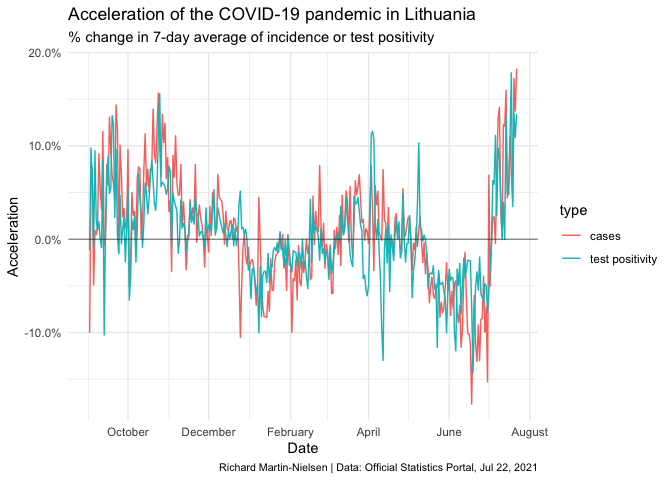 Acceleration of the COVID-19 pandemic in Lithuania
% change in 7-day average of incidence or test positivity
20.0%
10.0%
0.0%
-10.0%
Acceleration
October December February April June August
Date
type
cases
test positivity
Richard Martin-Nielsen | Data: Official Statistics Portal, Jul 22, 2021